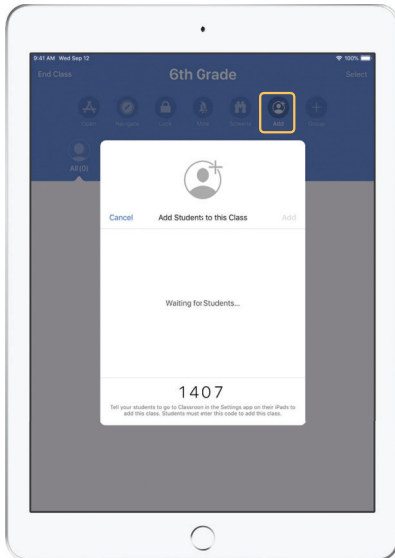 9:41 AM Wed Sep 12
100%
End Class
6th Grade
Select
Open
Navigate
Lock
Mute
Screens
Add
Group
All (0)
Cancel
Add Students to this Class
Add
Waiting for Students...
1407
Tell your students to go to Classroom in the Settings app on their iPads to
add this class. Students must enter this code to add this class.